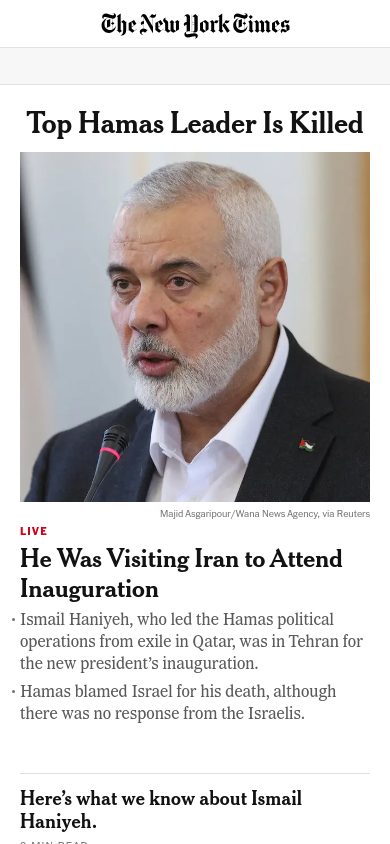 The New York Times
Top Hamas Leader Is Killed
Majid Asgaripour/Wana News Agency, via Reuters
LIVE
He Was Visiting Iran to Attend
Inauguration
• Ismail Haniyeh, who led the Hamas political
operations from exile in Qatar, was in Tehran for
the new president’s inauguration.
• Hamas blamed Israel for his death, although
there was no response from the Israelis.
Here’s what we know about Ismail
Haniyeh.
MIN READ